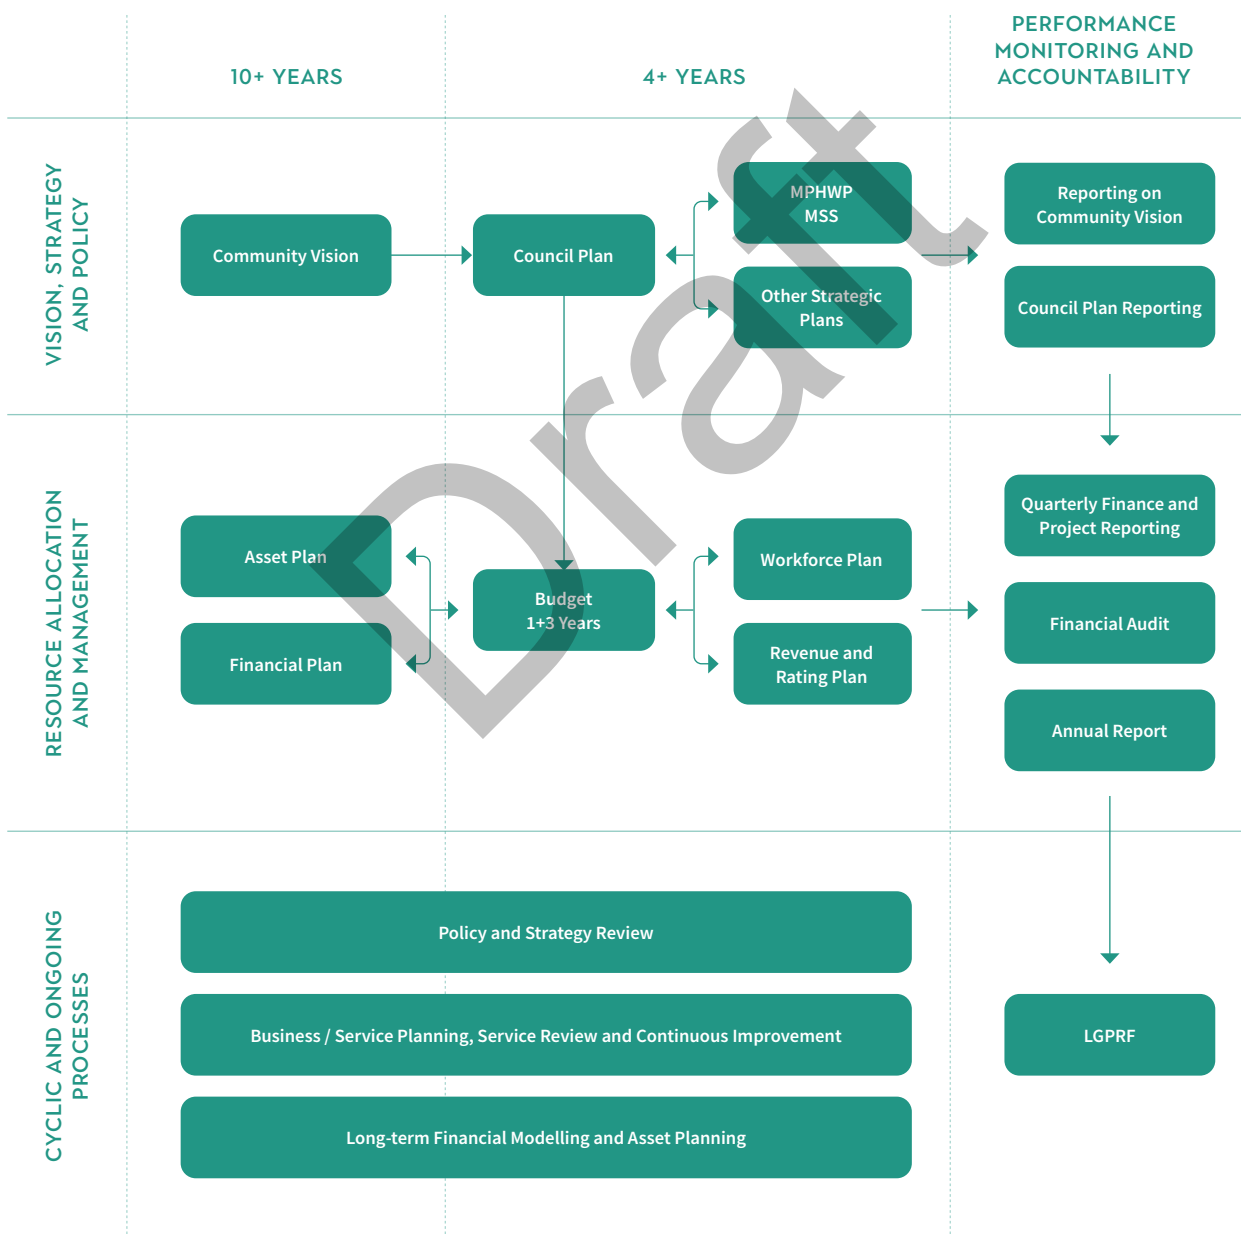 10+ YEARS
4+ YEARS
PERFORMANCE
MONITORING AND
ACCOUNTABILITY
VISION, STRATEGY
AND POLICY
Community Vision
Council Plan
MPHWP
MSS
Other Strategic
Plans
Reporting on
Community Vision
Council Plan Reporting
RESOURCE ALLOCATION
AND MANAGEMENT
Asset Plan
Financial Plan
Budget
1+3 Years
Workforce Plan
Revenue and
Rating Plan
Quarterly Finance and
Project Reporting
Financial Audit
Annual Report
CYCLIC AND ONGOING
PROCESSES
Policy and Strategy Review
Business / Service Planning, Service Review and Continuous Improvement
Long-term Financial Modelling and Asset Planning
LGPRF
Draft